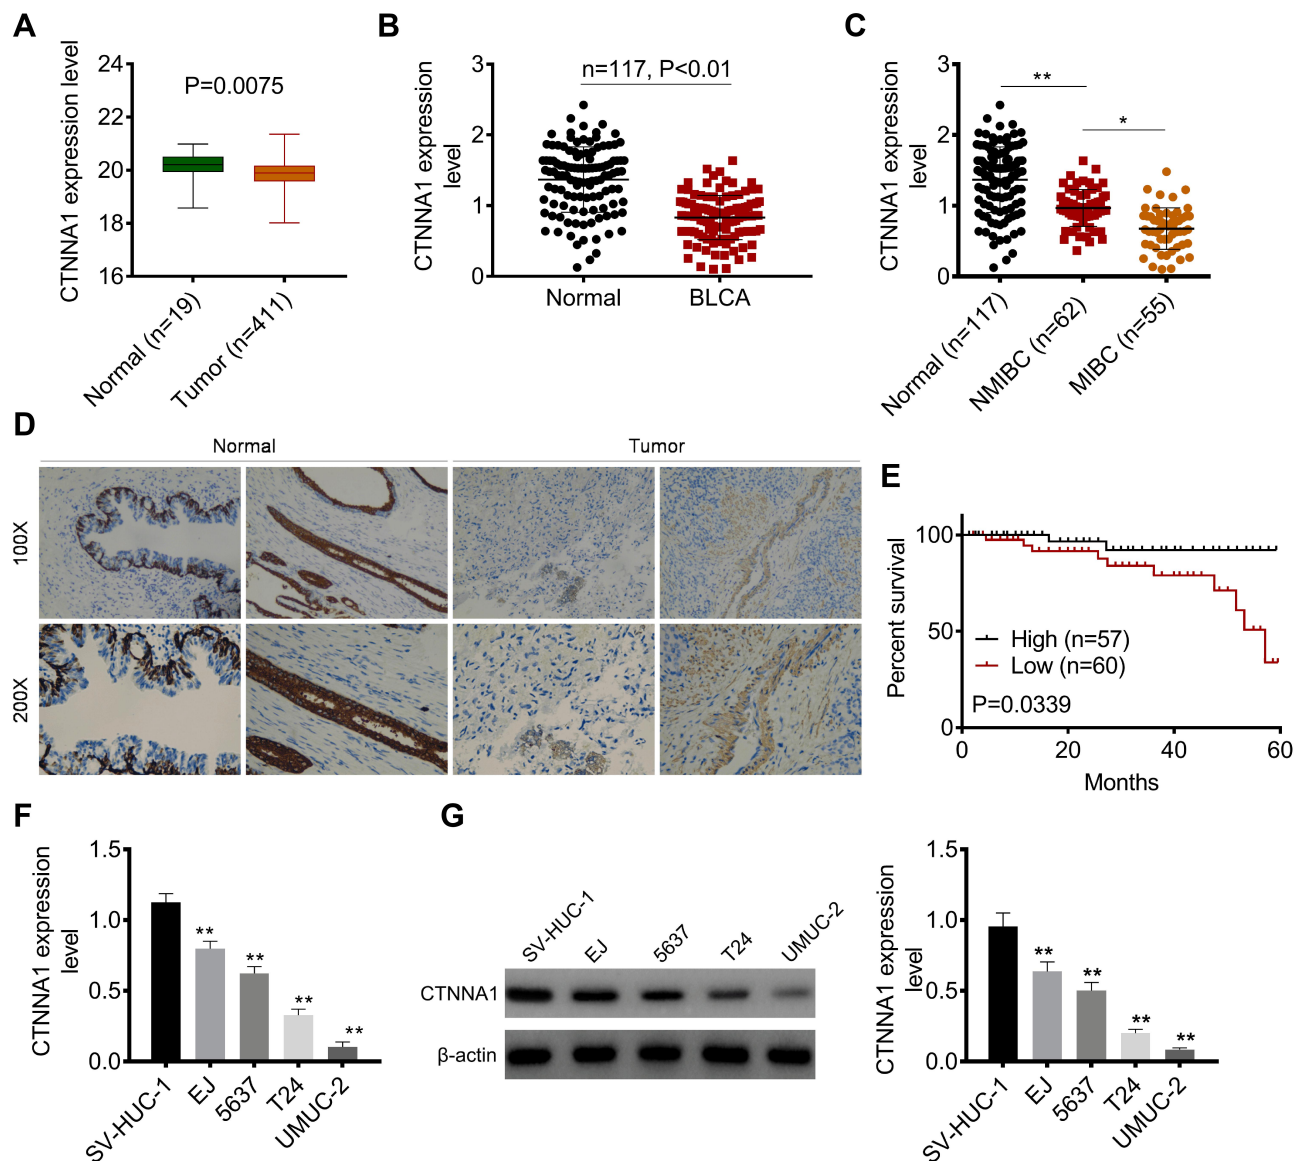 A
CTNNA1 expression level
24
22
20
18
16
P=0.0075
Normal (n=19)
Tumor (n=411)
B
CTNNA1 expression
level
3
2
1
0
n=117, P<0.01
Normal
BLCA
C
CTNNA1 expression
level
3
2
1
0
**
*
Normal (n=117)
NMIBC (n=62)
MIBC (n=55)
D
Normal
Tumor
100X
200X
E
Percent survival
100
50
0
High (n=57)
Low (n=60)
P=0.0339
0
20
40
60
Months
F
CTNNA1 expression
level
1.5
1.0
0.5
0.0
**
**
**
**
SV-HUC-1
EJ
5637
T24
UMUC-2
G
SV-HUC-1
EJ
5637
T24
UMUC-2
CTNNA1
β-actin
CTNNA1 expression
level
1.5
1.0
0.5
0.0
**
**
**
**
SV-HUC-1
EJ
5637
T24
UMUC-2